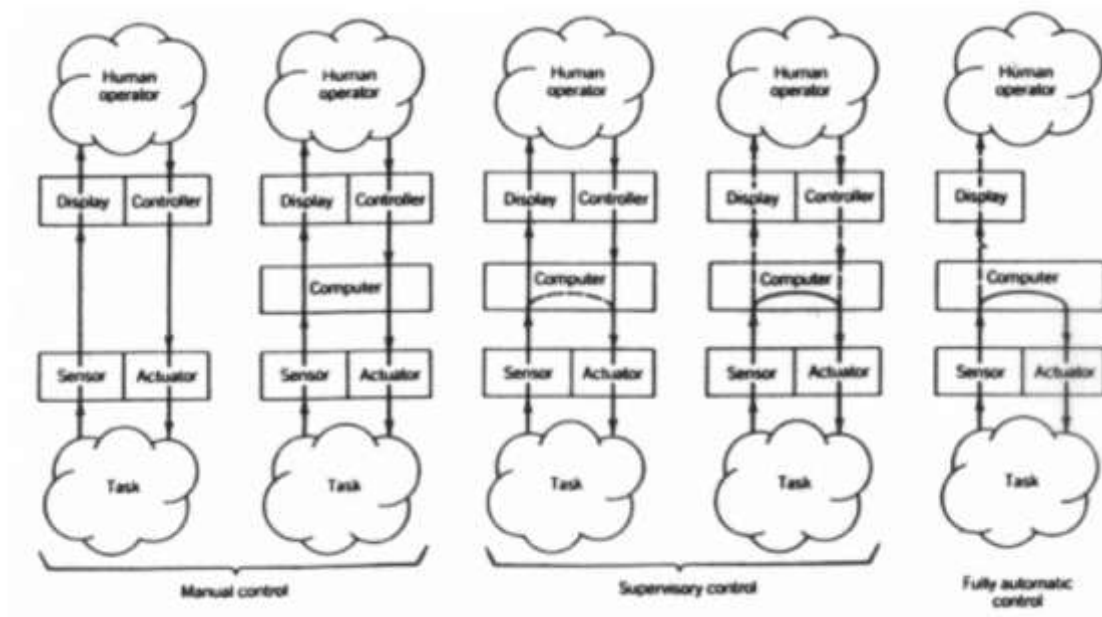 Human
operator
Human
operator
Human
operator
Human
operator
Human
operator
Display Controller
Display Controller
Display Controller
Display Controller
Display
Computer
Computer
Computer
Computer
Sensor Actuator
Sensor Actuator
Sensor Actuator
Sensor Actuator
Sensor Actuator
Task
Task
Task
Task
Task
Manual control
Supervisory control
Fully automatic
control